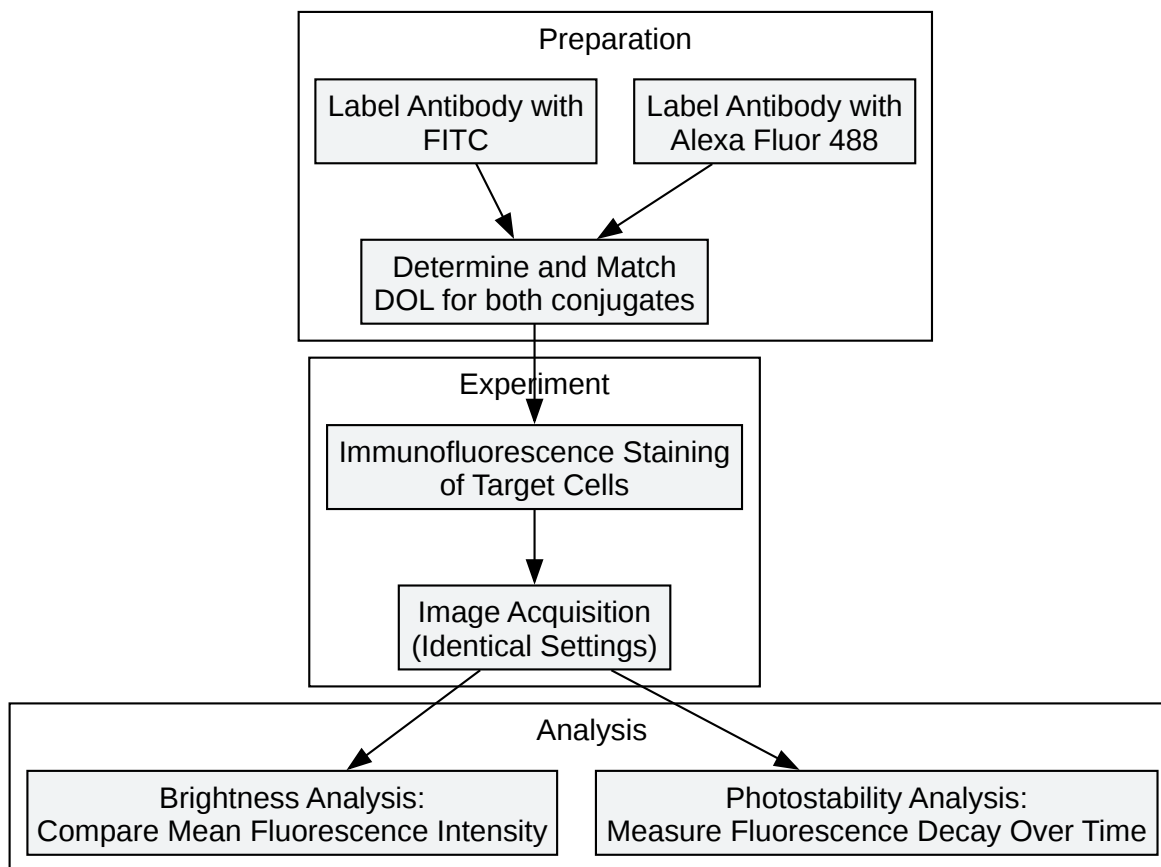 Preparation
Label Antibody with
FITC
Label Antibody with
Alexa Fluor 488
Determine and Match
DOL for both conjugates
Experiment
Immunofluorescence Staining
of Target Cells
Image Acquisition
(Identical Settings)
Analysis
Brightness Analysis:
Compare Mean Fluorescence Intensity
Photostability Analysis:
Measure Fluorescence Decay Over Time